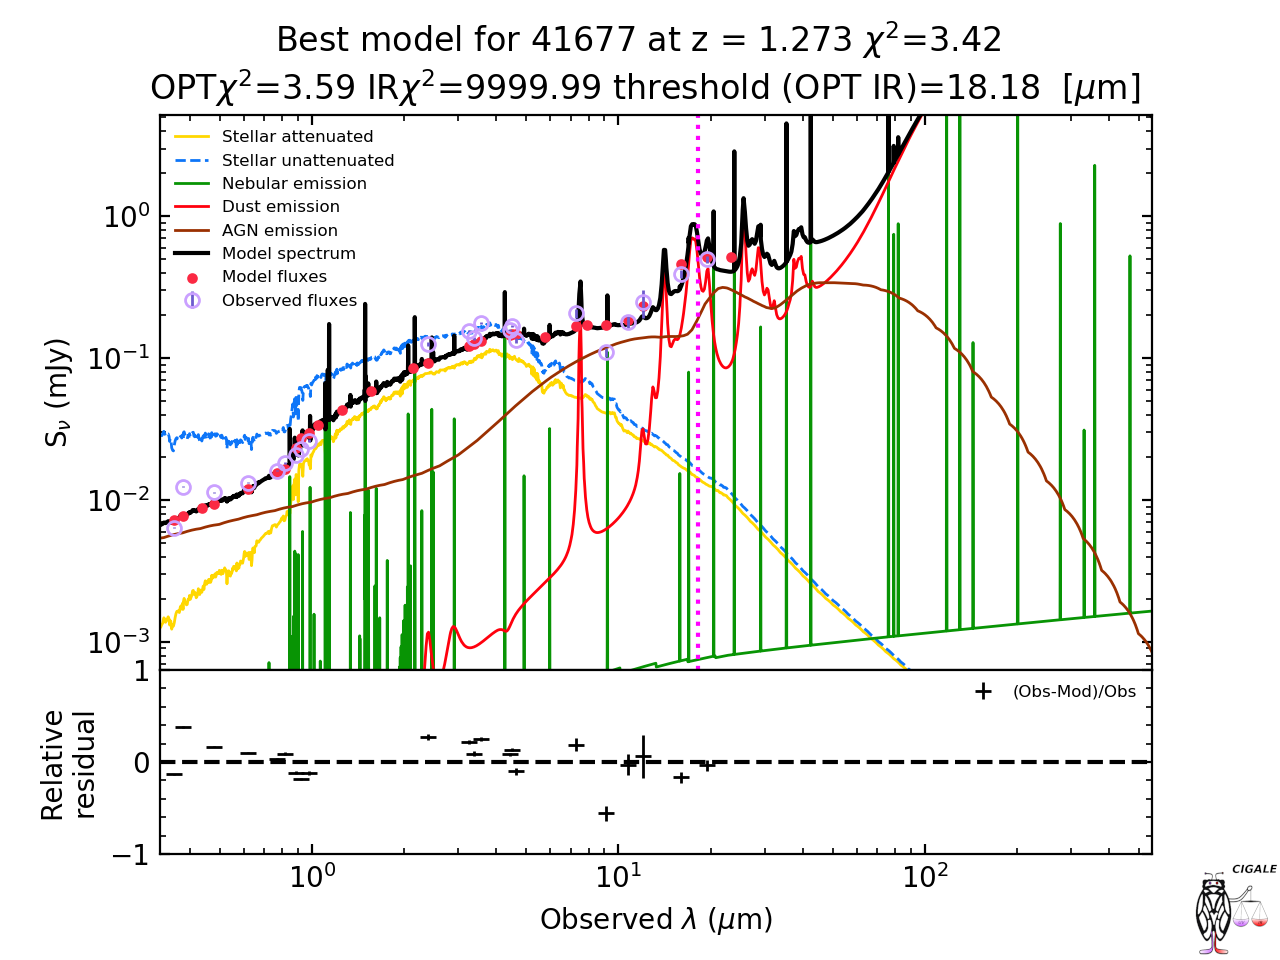 Best model for 41677 at z = 1.273 χ²=3.42
OPTχ²=3.59 IRχ²=9999.99 threshold (OPT IR)=18.18 [μm]
Stellar attenuated
Stellar unattenuated
Nebular emission
Dust emission
AGN emission
Model spectrum
Model fluxes
Observed fluxes
10⁰
10⁻¹
10⁻²
10⁻³
S_ν (mJy)
1
0
−1
Relative
residual
(Obs-Mod)/Obs
10⁰ 10¹ 10²
Observed λ (μm)
CIGALE